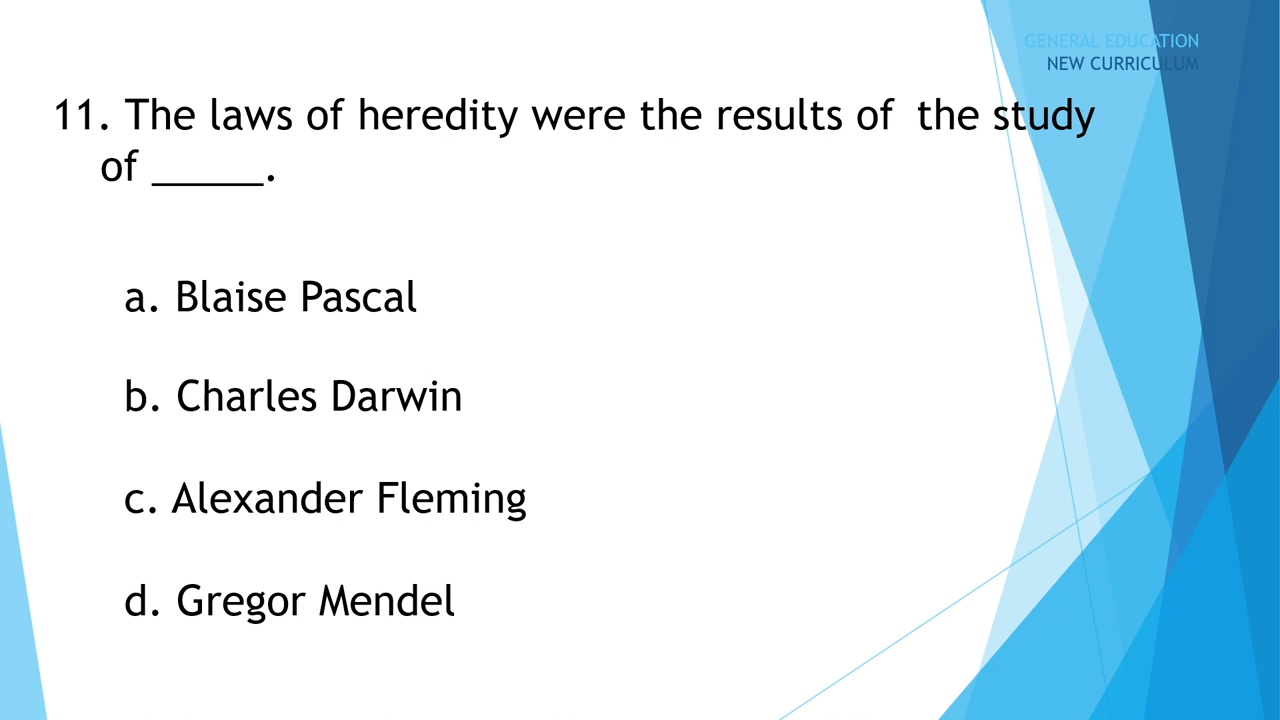 GENERAL EDUCATION
NEW CURRICULUM
11. The laws of heredity were the results of the study
of _____.
a. Blaise Pascal
b. Charles Darwin
c. Alexander Fleming
d. Gregor Mendel